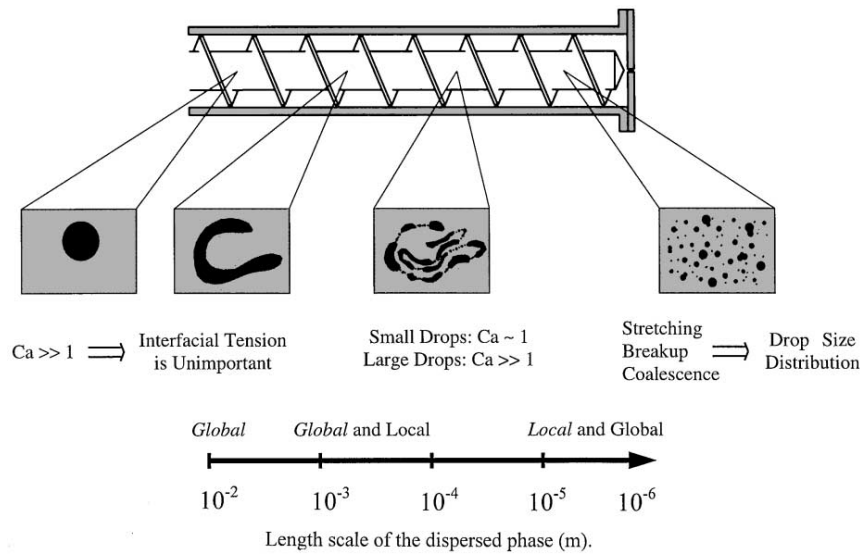 Ca >> 1 ⟹ Interfacial Tension
is Unimportant
Small Drops: Ca ~ 1
Large Drops: Ca >> 1
Stretching
Breakup
Coalescence
⟹ Drop Size
Distribution
Global
Global and Local
Local and Global
10⁻² 10⁻³ 10⁻⁴ 10⁻⁵ 10⁻⁶
Length scale of the dispersed phase (m).